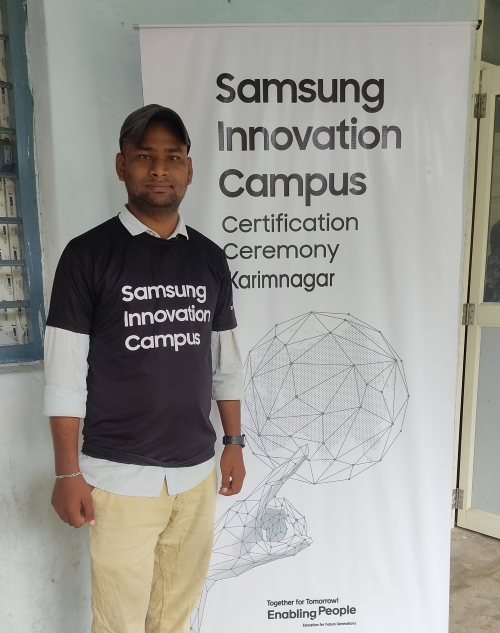 Samsung
Innovation
Campus
Certification
Ceremony
Karimnagar
Samsung
Innovation
Campus
Together for Tomorrow!
Enabling People
Education for Future Generations